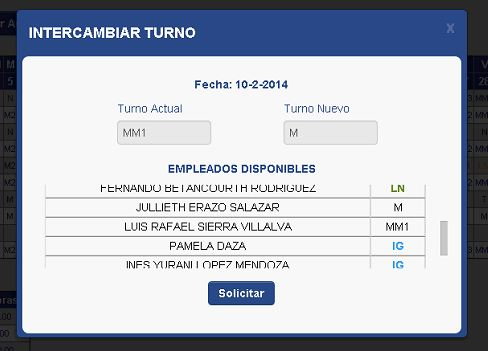 INTERCAMBIAR TURNO X
Fecha: 10-2-2014
Turno Actual Turno Nuevo
MM1 M
EMPLEADOS DISPONIBLES
FERNANDO BETANCOURTH RODRIGUEZ LN
JULLIETH ERAZO SALAZAR M
LUIS RAFAEL SIERRA VILLALVA MM1
PAMELA DAZA IG
INES YURANI LOPEZ MENDOZA IG
Solicitar